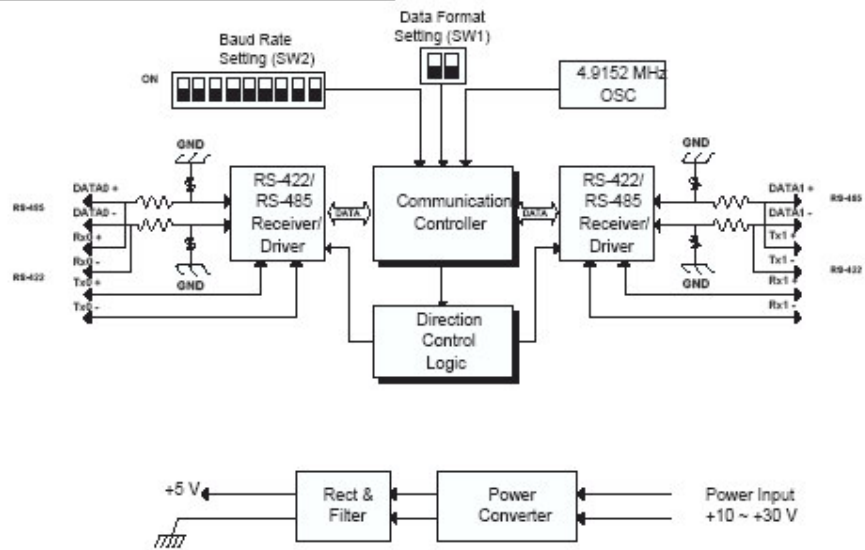 Data Format
Setting (SW1)
Baud Rate
Setting (SW2)
ON
4.9152 MHz
OSC
GND
GND
RS-485
DATA0 +
DATA0 -
Rx0 +
Rx0 -
RS-422
Tx0 +
Tx0 -
GND
RS-422/
RS-485
Receiver/
Driver
DATA
Communication
Controller
DATA
RS-422/
RS-485
Receiver/
Driver
GND
DATA1 +
RS-485
DATA1 -
Tx1 +
Tx1 -
RS-422
Rx1 +
Rx1 -
Direction
Control
Logic
+5 V
Rect &
Filter
Power
Converter
Power Input
+10 ~ +30 V